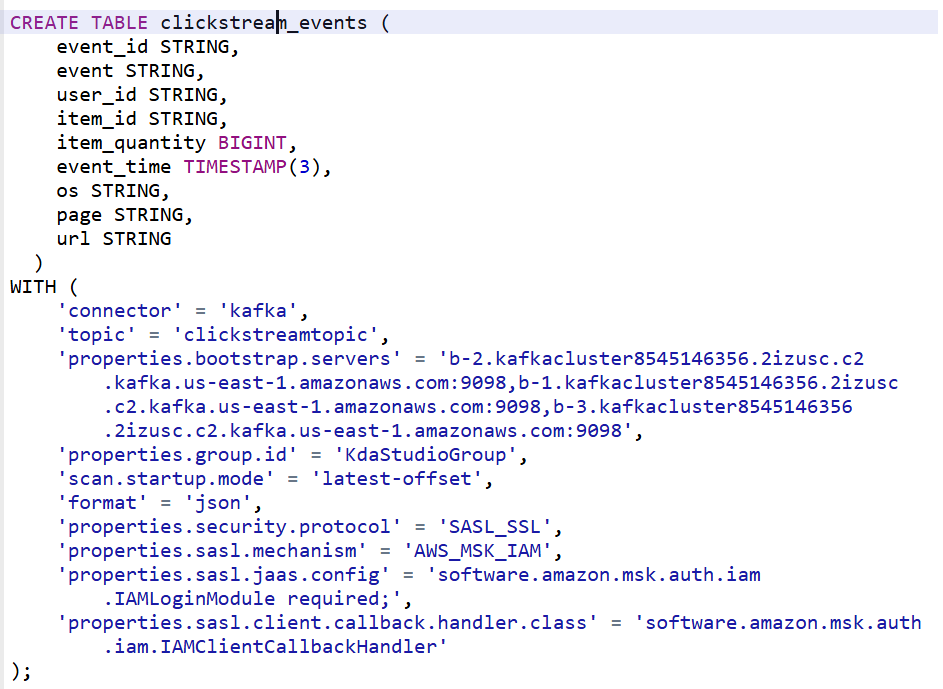 CREATE TABLE clickstream_events (
event_id STRING,
event STRING,
user_id STRING,
item_id STRING,
item_quantity BIGINT,
event_time TIMESTAMP(3),
os STRING,
page STRING,
url STRING
)
WITH (
'connector' = 'kafka',
'topic' = 'clickstreamtopic',
'properties.bootstrap.servers' = 'b-2.kafkacluster8545146356.2izusc.c2
.kafka.us-east-1.amazonaws.com:9098,b-1.kafkacluster8545146356.2izusc
.c2.kafka.us-east-1.amazonaws.com:9098,b-3.kafkacluster8545146356
.2izusc.c2.kafka.us-east-1.amazonaws.com:9098',
'properties.group.id' = 'KdaStudioGroup',
'scan.startup.mode' = 'latest-offset',
'format' = 'json',
'properties.security.protocol' = 'SASL_SSL',
'properties.sasl.mechanism' = 'AWS_MSK_IAM',
'properties.sasl.jaas.config' = 'software.amazon.msk.auth.iam
.IAMLoginModule required;',
'properties.sasl.client.callback.handler.class' = 'software.amazon.msk.auth
.iam.IAMClientCallbackHandler'
);